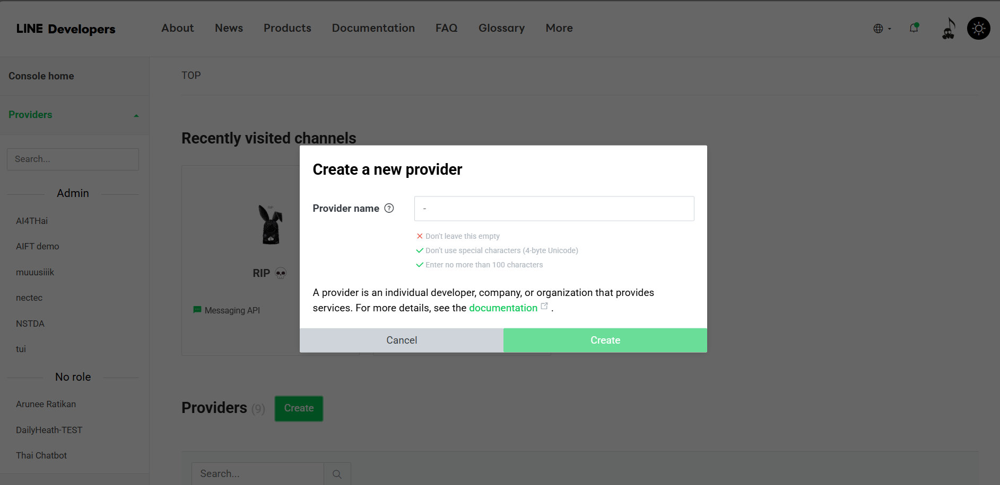 LINE Developers
About News Products Documentation FAQ Glossary More
Console home
Providers
Search...
Admin
AI4THai
AIFT demo
muuusiiik
nectec
NSTDA
tui
No role
Arunee Ratikan
DailyHeath-TEST
Thai Chatbot
TOP
Recently visited channels
RIP
RIP 💀
Messaging API
Create a new provider
Provider name ?
-
Don't leave this empty
Don't use special characters (4-byte Unicode)
Enter no more than 100 characters
A provider is an individual developer, company, or organization that provides
services. For more details, see the documentation .
Cancel Create
Providers (9) Create
Search...